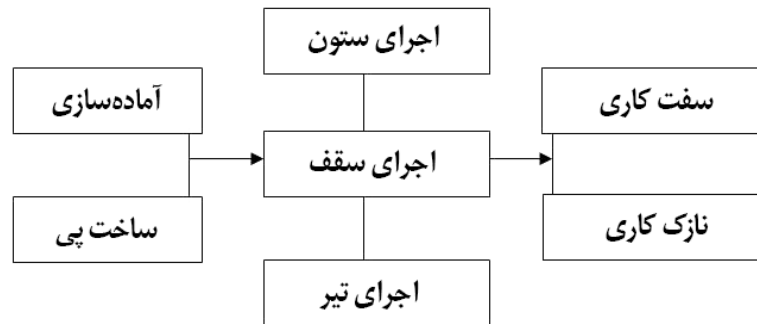 اجرای ستون
آماده‌سازی
سفت کاری
اجرای سقف
ساخت پی
نازک کاری
اجرای تیر